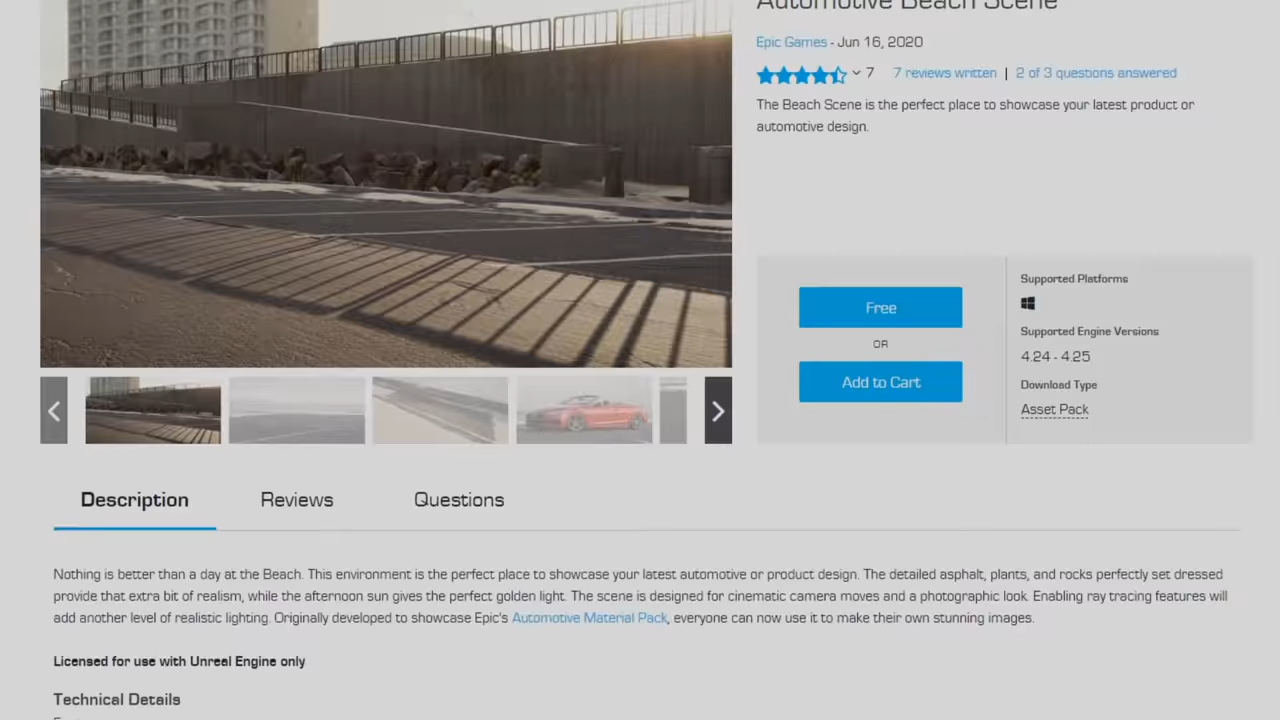 Automotive Beach Scene
Epic Games - Jun 16, 2020
7 7 reviews written | 2 of 3 questions answered
The Beach Scene is the perfect place to showcase your latest product or
automotive design.
Free
OR
Add to Cart
Supported Platforms
Supported Engine Versions
4.24 - 4.25
Download Type
Asset Pack
Description Reviews Questions
Nothing is better than a day at the Beach. This environment is the perfect place to showcase your latest automotive or product design. The detailed asphalt, plants, and rocks perfectly set dressed
provide that extra bit of realism, while the afternoon sun gives the perfect golden light. The scene is designed for cinematic camera moves and a photographic look. Enabling ray tracing features will
add another level of realistic lighting. Originally developed to showcase Epic's Automotive Material Pack, everyone can now use it to make their own stunning images.
Licensed for use with Unreal Engine only
Technical Details